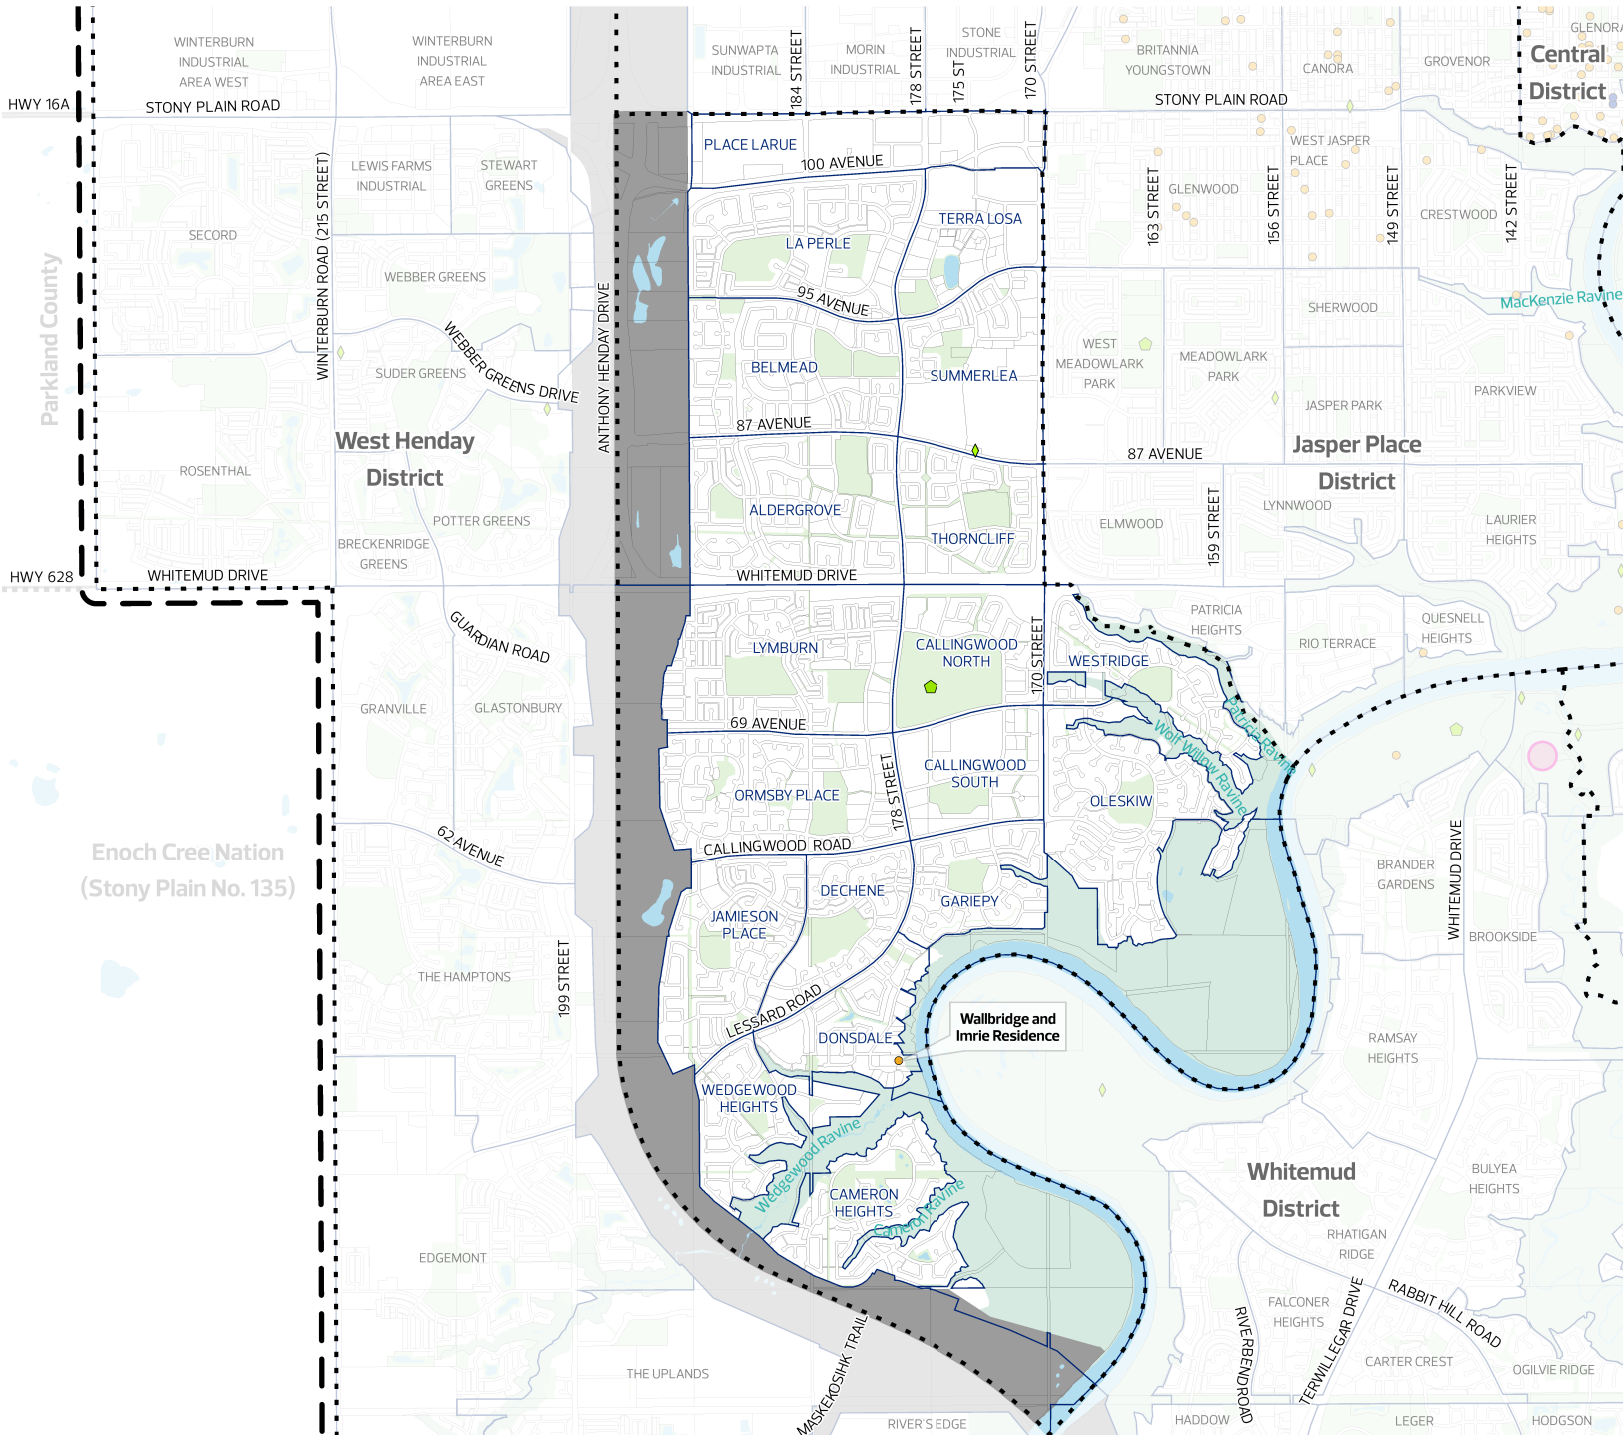 WINTERBURN
INDUSTRIAL
AREA WEST
WINTERBURN
INDUSTRIAL
AREA EAST
SUNWAPTA
INDUSTRIAL
184 STREET
MORIN
INDUSTRIAL
178 STREET
STONE
INDUSTRIAL
175 ST
170 STREET
BRITANNIA
YOUNGSTOWN
CANORA
GROVENOR
GLENORA
Central
District
HWY 16A
STONY PLAIN ROAD
STONY PLAIN ROAD
PLACE LARUE
100 AVENUE
LEWIS FARMS
INDUSTRIAL
STEWART
GREENS
WINTERBURN ROAD (215 STREET)
163 STREET
GLENWOOD
156 STREET
WEST JASPER
PLACE
149 STREET
CRESTWOOD
142 STREET
SECORD
LA PERLE
TERRA LOSA
WEBBER GREENS
Parkland County
ANTHONY HENDAY DRIVE
95 AVENUE
SHERWOOD
MacKenzie Ravine
WEBBER GREENS DRIVE
SUDER GREENS
BELMEAD
SUMMERLEA
WEST
MEADOWLARK
PARK
MEADOWLARK
PARK
JASPER PARK
PARKVIEW
West Henday
District
87 AVENUE
87 AVENUE
Jasper Place
District
ROSENTHAL
POTTER GREENS
BRECKENRIDGE
GREENS
ALDERGROVE
THORNCLIFF
ELMWOOD
159 STREET
LYNNWOOD
LAURIER
HEIGHTS
HWY 628
WHITEMUD DRIVE
WHITEMUD DRIVE
GUARDIAN ROAD
LYMBURN
CALLINGWOOD
NORTH
170 STREET
WESTRIDGE
PATRICIA
HEIGHTS
RIO TERRACE
QUESNELL
HEIGHTS
GRANVILLE
GLASTONBURY
69 AVENUE
Patricia Ravine
Wolf Willow Ravine
178 STREET
CALLINGWOOD
SOUTH
ORMSBY PLACE
OLESKIW
62 AVENUE
CALLINGWOOD ROAD
Enoch Cree Nation
(Stony Plain No. 135)
DECHENE
GARIEPY
JAMIESON
PLACE
BRANDER
GARDENS
WHITEMUD DRIVE
BROOKSIDE
THE HAMPTONS
199 STREET
LESSARD ROAD
DONSDALE
Wallbridge and
Imrie Residence
RAMSAY
HEIGHTS
WEDGEWOOD
HEIGHTS
Wedgewood Ravine
CAMERON
HEIGHTS
Cameron Ravine
Whitemud
District
BULYEA
HEIGHTS
RHATIGAN
RIDGE
EDGEMONT
FALCONER
HEIGHTS
RIVERBEND ROAD
TERWILLEGAR DRIVE
RABBIT HILL ROAD
CARTER CREST
OGILVIE RIDGE
THE UPLANDS
MASKEKOSIHK TRAIL
RIVER'S EDGE
HADDOW
LEGER
HODGSON